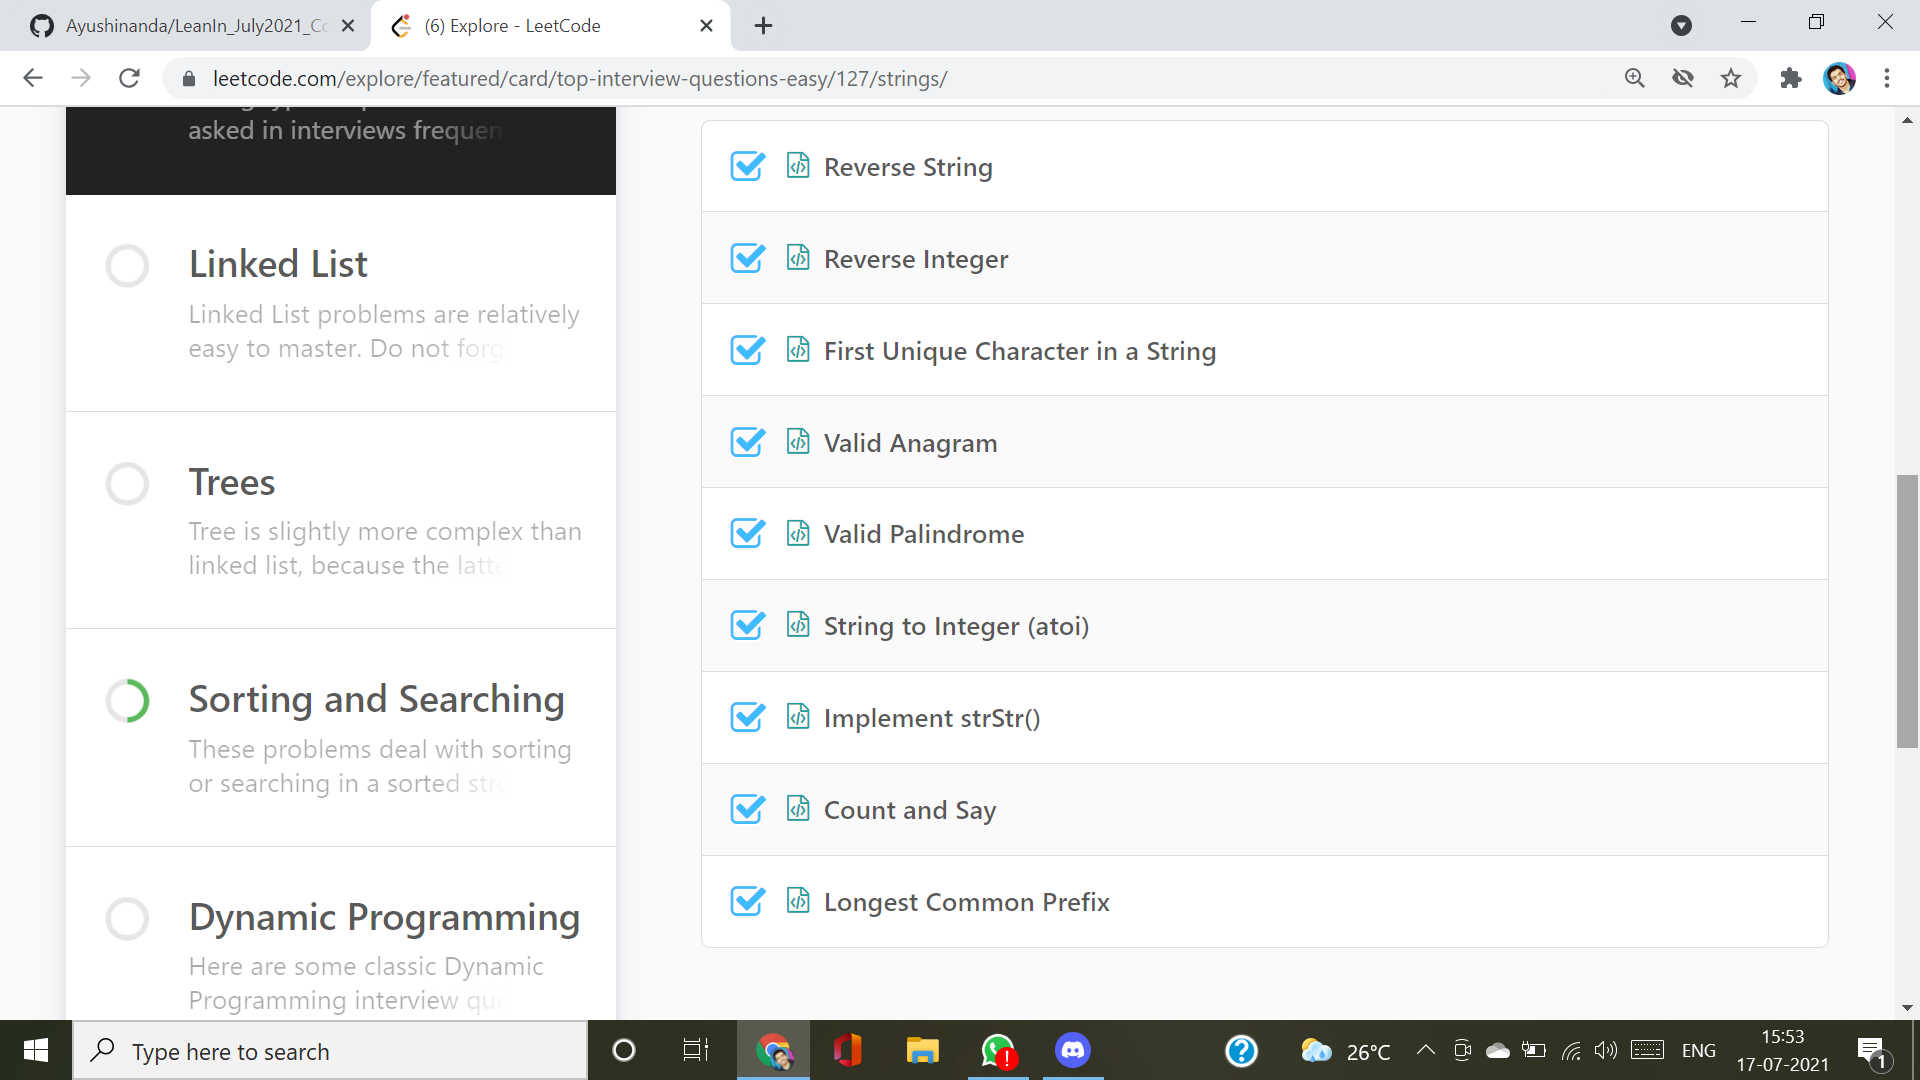 Ayushinanda/LeanIn_July2021_Co
(6) Explore - LeetCode
leetcode.com/explore/featured/card/top-interview-questions-easy/127/strings/
asked in interviews frequen
Linked List
Linked List problems are relatively
easy to master. Do not forg
Trees
Tree is slightly more complex than
linked list, because the latte
Sorting and Searching
These problems deal with sorting
or searching in a sorted stru
Dynamic Programming
Here are some classic Dynamic
Programming interview que
Reverse String
Reverse Integer
First Unique Character in a String
Valid Anagram
Valid Palindrome
String to Integer (atoi)
Implement strStr()
Count and Say
Longest Common Prefix
Type here to search
26°C
ENG
15:53
17-07-2021
1